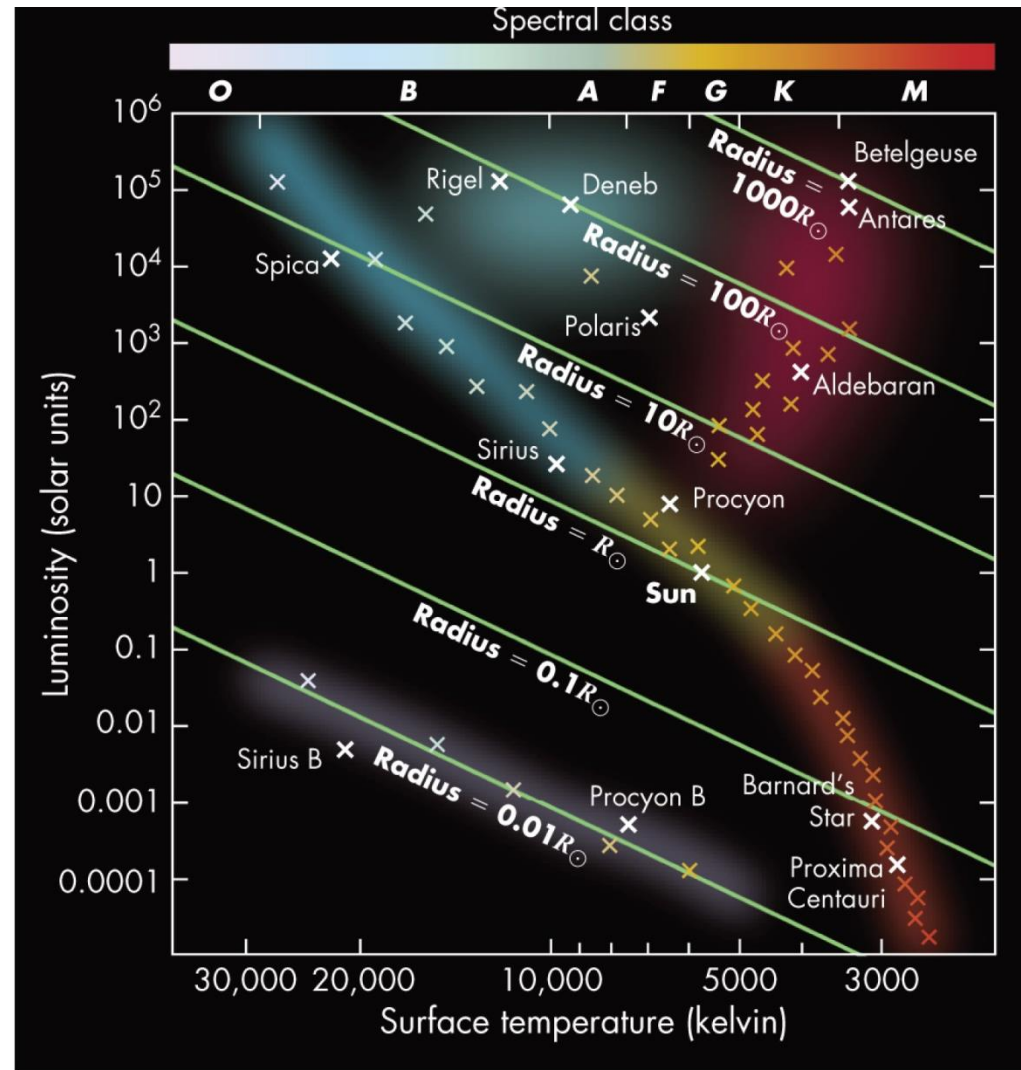 Spectral class
O B A F G K M
10⁶
10⁵
10⁴
10³
10²
10
1
0.1
0.01
0.001
0.0001
Luminosity (solar units)
Radius =
1000R☉
Betelgeuse
Rigel
Deneb
Antares
Radius = 100R☉
Spica
Polaris
Radius = 10R☉
Aldebaran
Sirius
Procyon
Radius = R☉
Sun
Radius = 0.1R☉
Sirius B
Radius = 0.01R☉
Procyon B
Barnard's
Star
Proxima
Centauri
30,000 20,000 10,000 5000 3000
Surface temperature (kelvin)